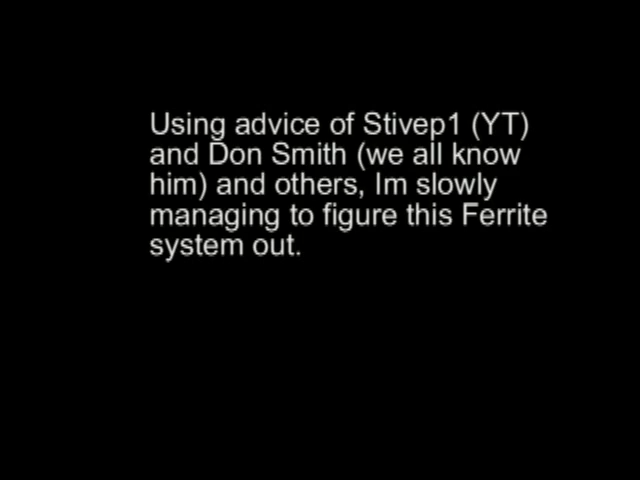 Using advice of Stivep1 (YT)
and Don Smith (we all know
him) and others, Im slowly
managing to figure this Ferrite
system out.